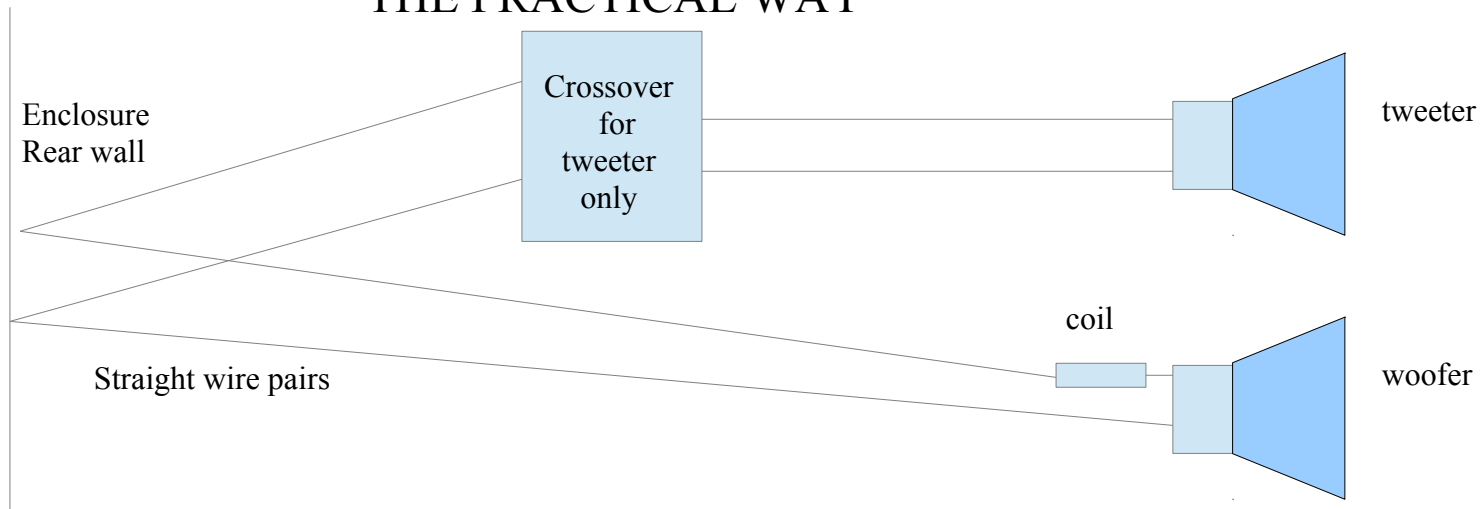 THE PRACTICAL WAY
Enclosure
Rear wall
Crossover
for
tweeter
only
tweeter
coil
Straight wire pairs
woofer